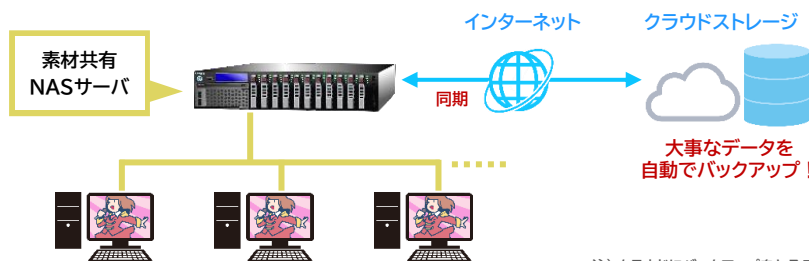 インターネット
クラウドストレージ
素材共有
NASサーバ
同期
大事なデータを
自動でバックアップ！